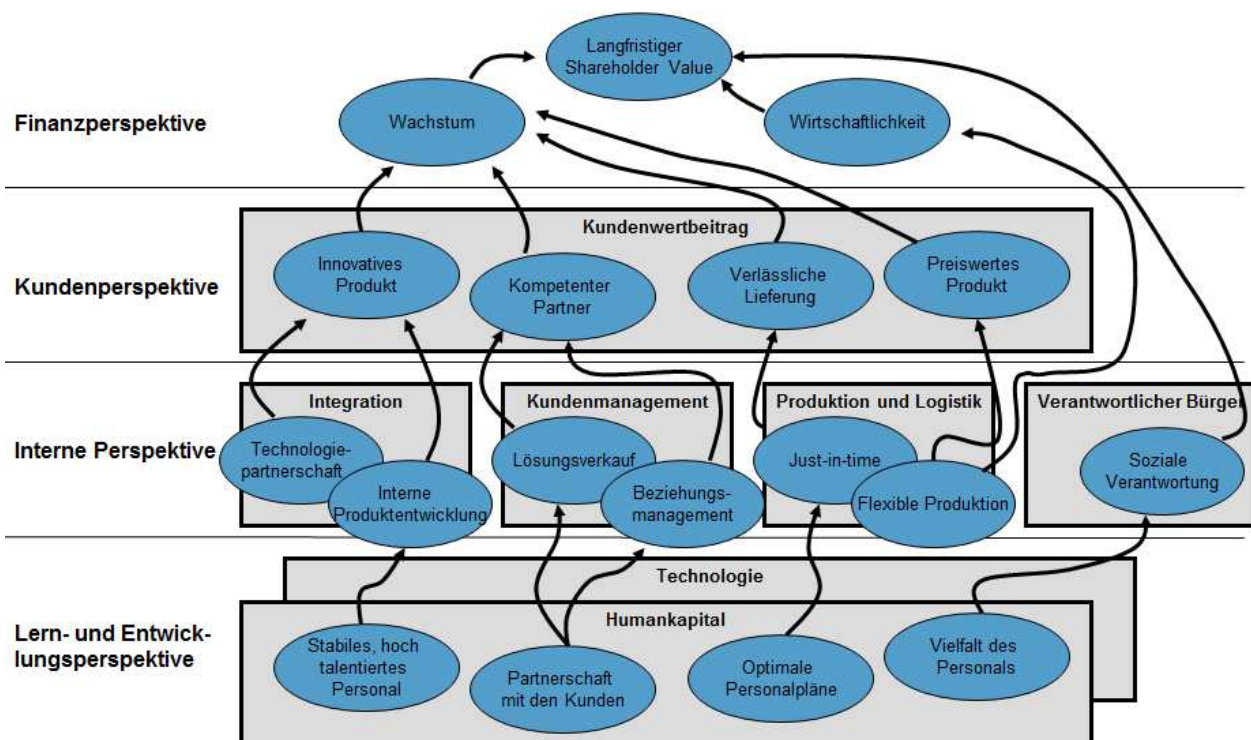 Langfristiger
Shareholder Value
Finanzperspektive
Wachstum
Wirtschaftlichkeit
Kundenwertbeitrag
Kundenperspektive
Innovatives
Produkt
Kompetenter
Partner
Verlässliche
Lieferung
Preiswertes
Produkt
Integration
Kundenmanagement
Produktion und Logistik
Verantwortlicher Bürger
Interne Perspektive
Technologie-
partnerschaft
Interne
Produktentwicklung
Lösungsverkauf
Beziehungs-
management
Just-in-time
Flexible Produktion
Soziale
Verantwortung
Technologie
Humankapital
Lern- und Entwick-
lungsperspektive
Stabiles, hoch
talentiertes
Personal
Partnerschaft
mit den Kunden
Optimale
Personalpläne
Vielfalt des
Personals